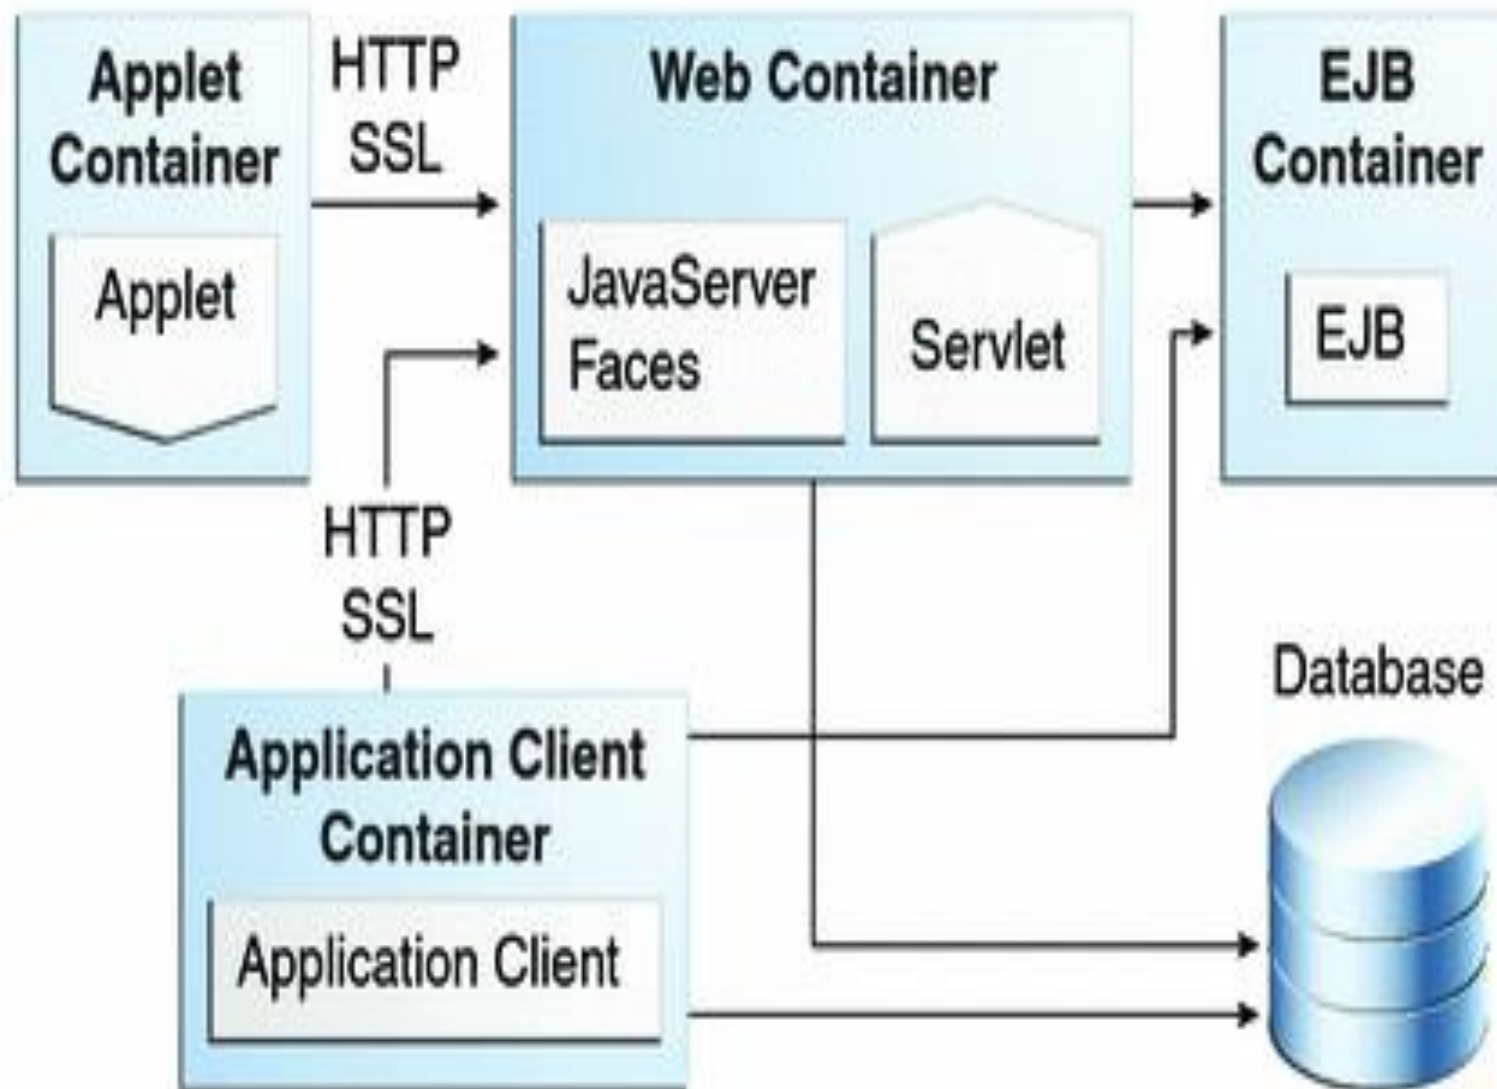 Applet
Container
Applet
HTTP
SSL
Web Container
JavaServer
Faces
Servlet
EJB
Container
EJB
HTTP
SSL
Application Client
Container
Application Client
Database